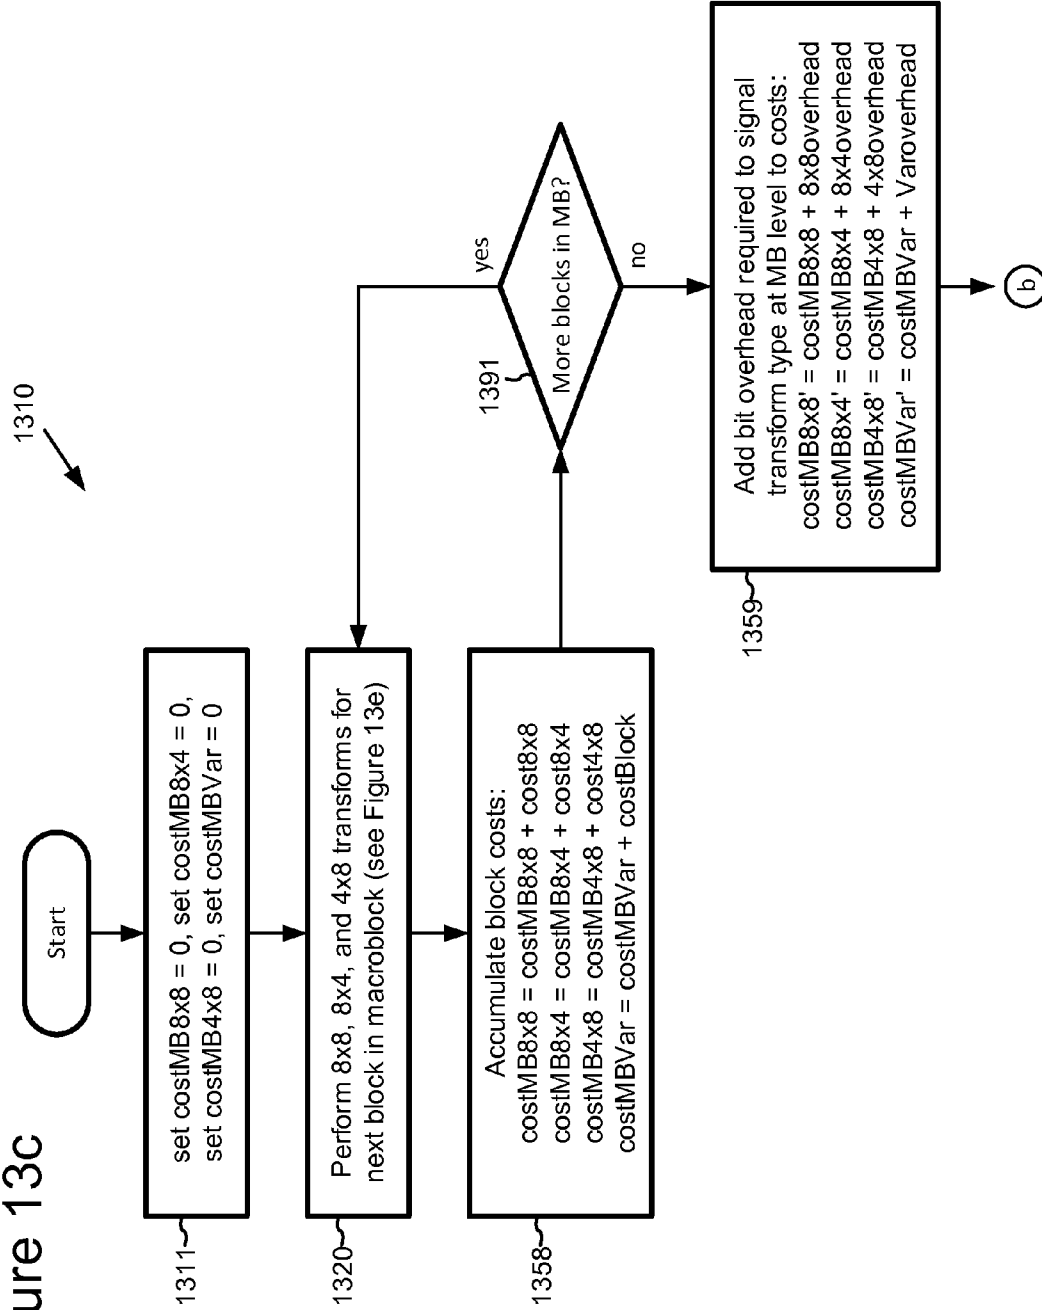 ure 13c
1310
Start
1311
set costMB8x8 = 0, set costMB8x4 = 0,
set costMB4x8 = 0, set costMBVar = 0
1320
Perform 8x8, 8x4, and 4x8 transforms for
next block in macroblock (see Figure 13e)
1358
Accumulate block costs:
costMB8x8 = costMB8x8 + cost8x8
costMB8x4 = costMB8x4 + cost8x4
costMB4x8 = costMB4x8 + cost4x8
costMBVar = costMBVar + costBlock
1391
More blocks in MB?
yes
no
1359
Add bit overhead required to signal
transform type at MB level to costs:
costMB8x8' = costMB8x8 + 8x8overhead
costMB8x4' = costMB8x4 + 8x4overhead
costMB4x8' = costMB4x8 + 4x8overhead
costMBVar' = costMBVar + Varoverhead
b